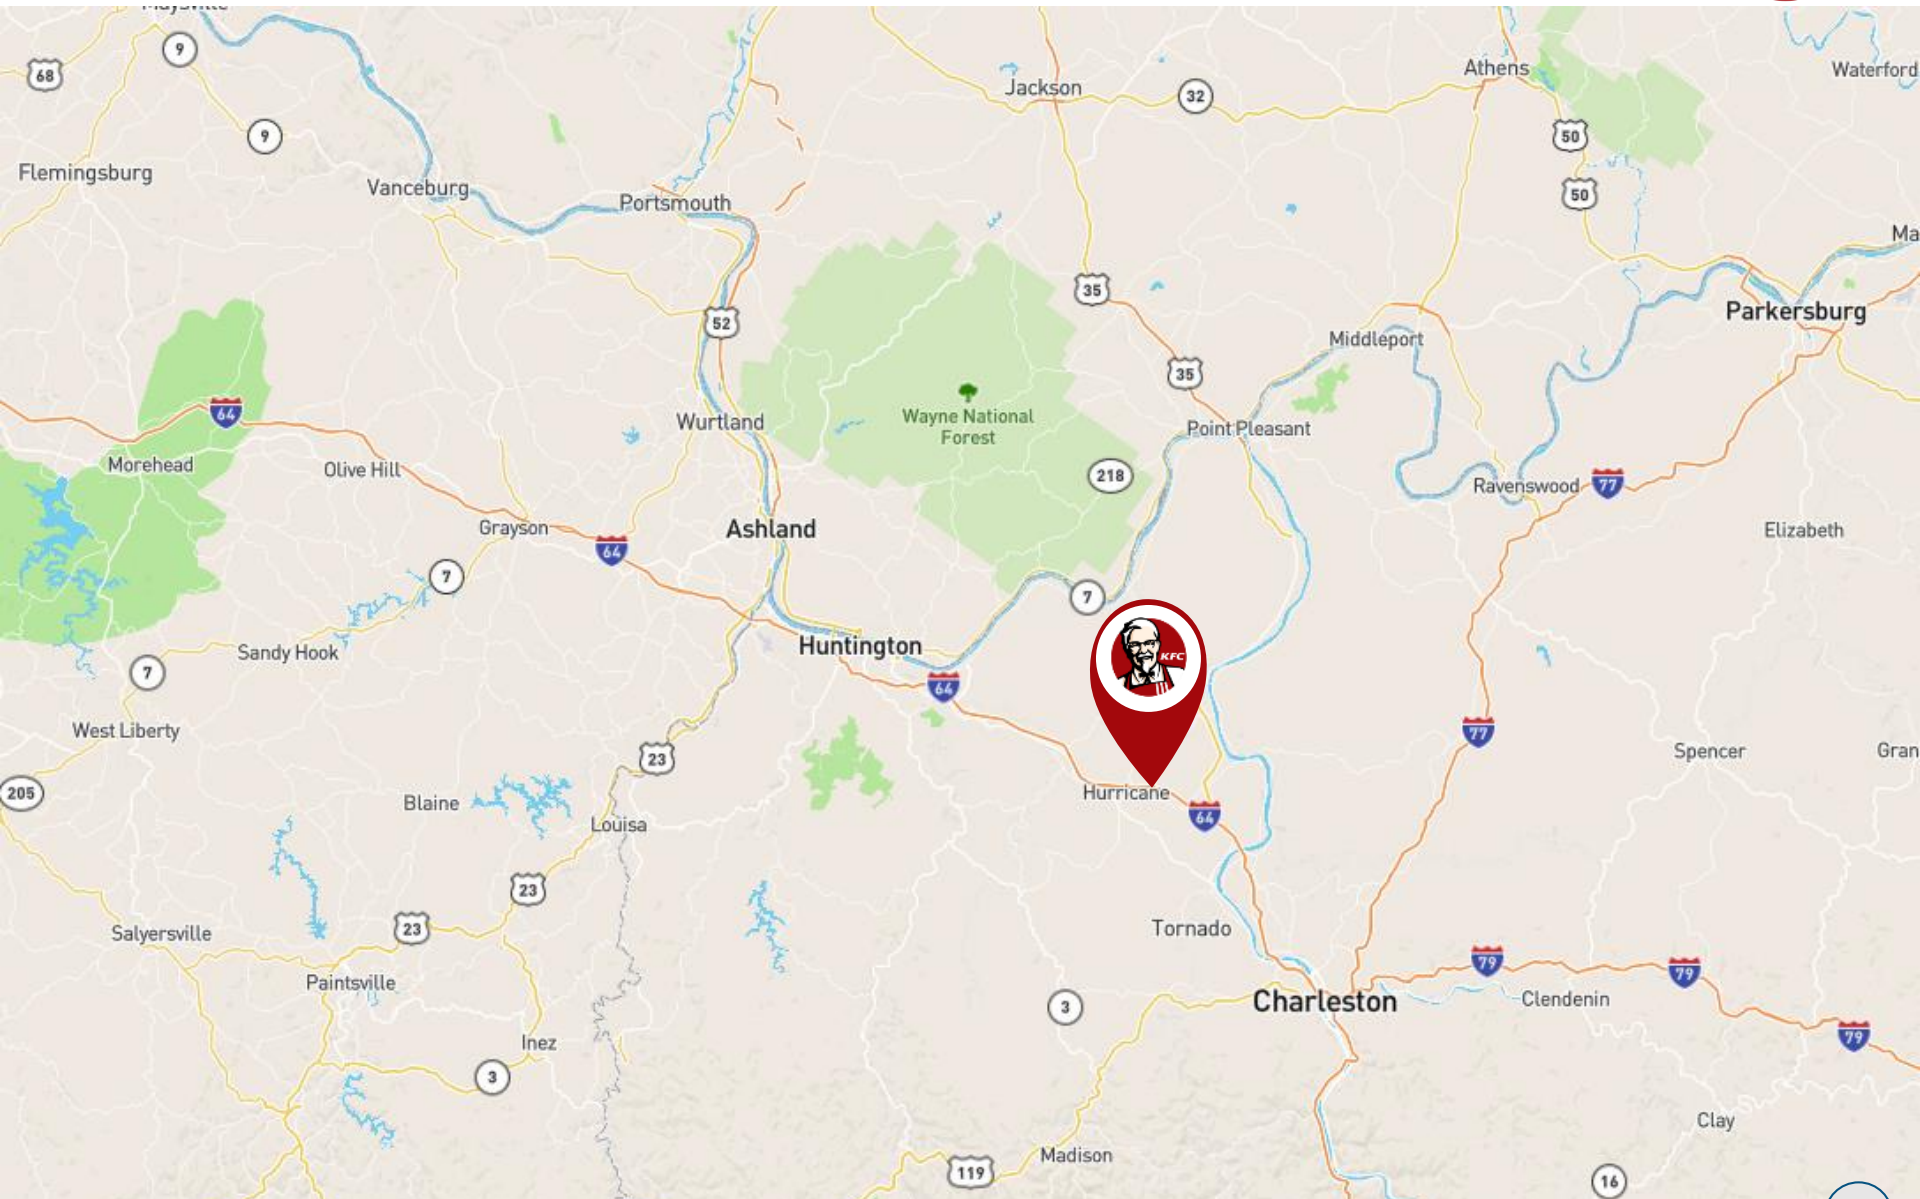 Maysville
9
68
Athens
Waterford
Jackson
32
9
50
Flemingsburg
Vanceburg
50
Portsmouth
Ma
35
Parkersburg
52
Middleport
35
64
Wurtland
Wayne National
Forest
Point Pleasant
Morehead
Olive Hill
218
Ravenswood
77
Grayson
Ashland
Elizabeth
64
7
7
Sandy Hook
Huntington
KFC
7
64
West Liberty
77
23
Spencer
Gran
205
Blaine
Hurricane
Louisa
64
23
Salyersville
23
Tornado
79
79
Paintsville
Charleston
Clendenin
3
79
Inez
3
Clay
Madison
119
16